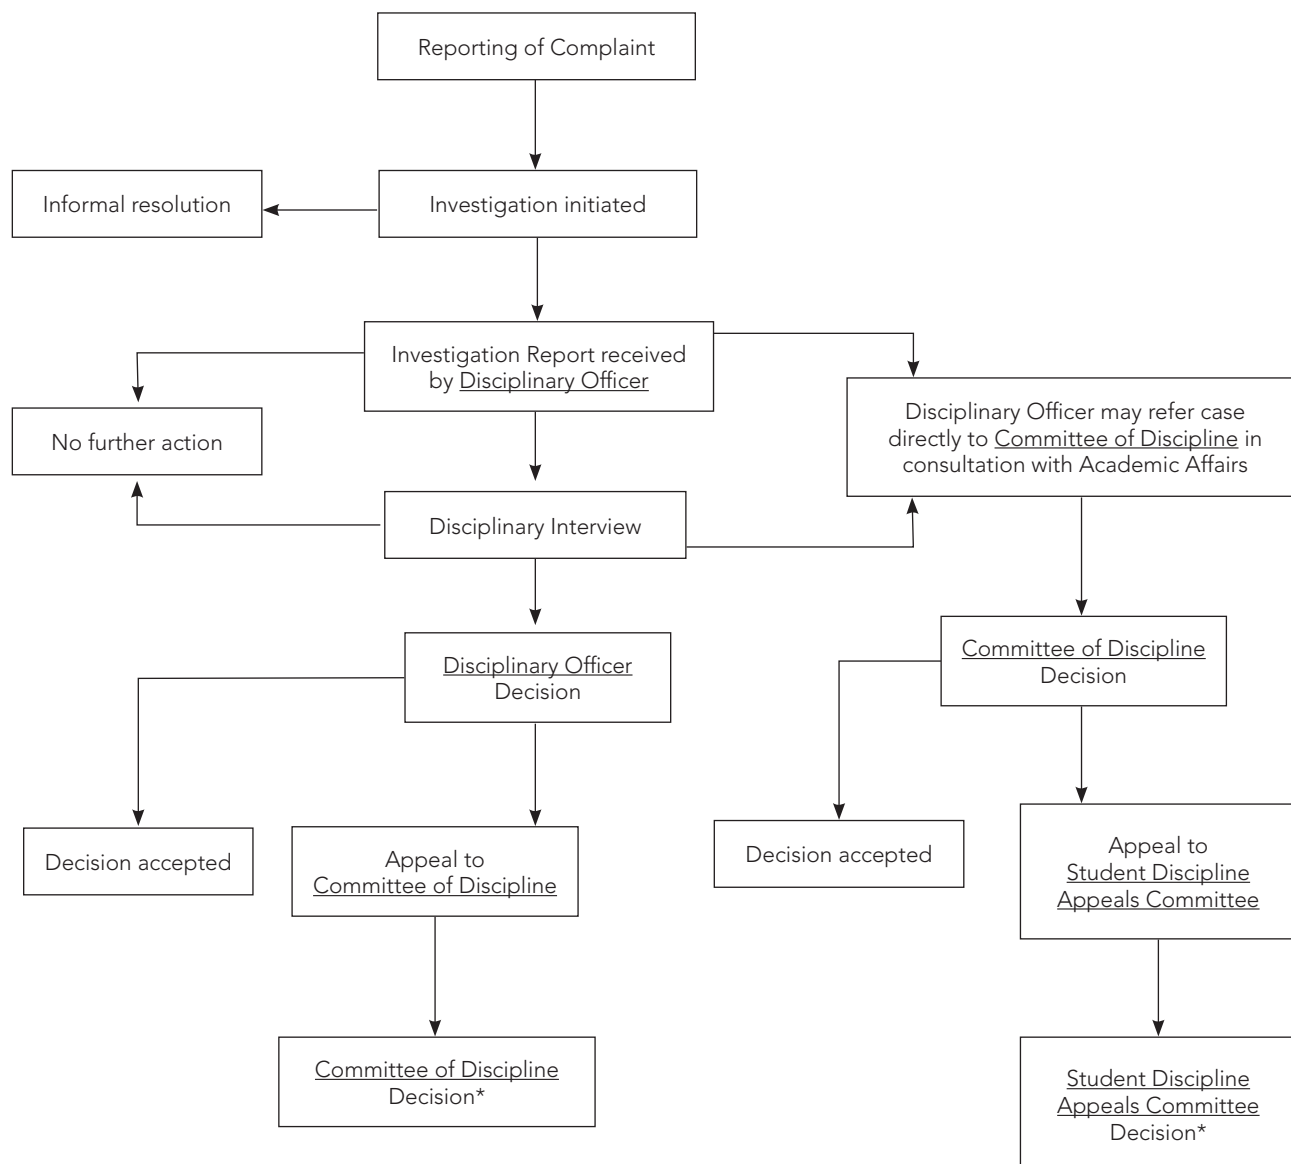 Reporting of Complaint
Informal resolution
Investigation initiated
Investigation Report received
by Disciplinary Officer
Disciplinary Officer may refer case
directly to Committee of Discipline in
consultation with Academic Affairs
No further action
Disciplinary Interview
Disciplinary Officer
Decision
Committee of Discipline
Decision
Decision accepted
Appeal to
Committee of Discipline
Decision accepted
Appeal to
Student Discipline
Appeals Committee
Committee of Discipline
Decision*
Student Discipline
Appeals Committee
Decision*